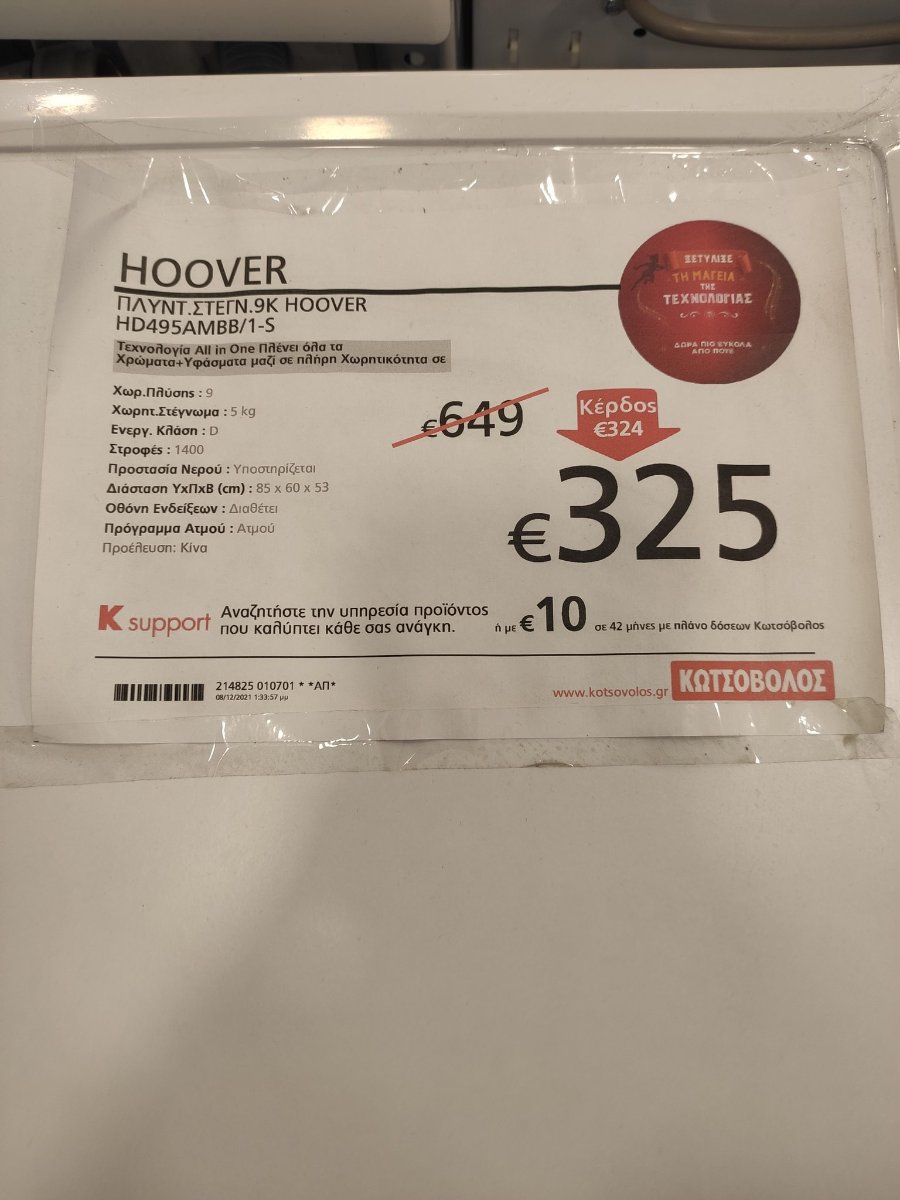 HOOVER
ΠΛΥΝΤ.ΣΤΕΓΝ.9Κ HOOVER
HD495AMBB/1-S
Τεχνολογία All in One Πλένει όλα τα
Χρώματα+Υφάσματα μαζί σε πλήρη Χωρητικότητα σε
ΞΕΤΥΛΙΞΕ
ΤΗ ΜΑΓΕΙΑ
ΤΗΣ
ΤΕΧΝΟΛΟΓΙΑΣ
ΔΩΡΑ ΠΙΟ ΕΥΚΟΛΑ
ΑΠΟ ΠΟΤΕ
Χωρ.Πλύσης : 9
Χωρητ.Στέγνωμα : 5 kg
Ενεργ. Κλάση : D
Στροφές : 1400
Προστασία Νερού : Υποστηρίζεται
Διάσταση ΥxΠxΒ (cm) : 85 x 60 x 53
Οθόνη Ενδείξεων : Διαθέτει
Πρόγραμμα Ατμού : Ατμού
Προέλευση: Κίνα
€649
Κέρδος
€324
€325
K support
Αναζητήστε την υπηρεσία προϊόντος
που καλύπτει κάθε σας ανάγκη.
ή με €10 σε 42 μήνες με πλάνο δόσεων Κωτσόβολος
214825 010701 * *ΑΠ*
08/12/2021 1:33:57 μμ
www.kotsovolos.gr
ΚΩΤΣΟΒΟΛΟΣ